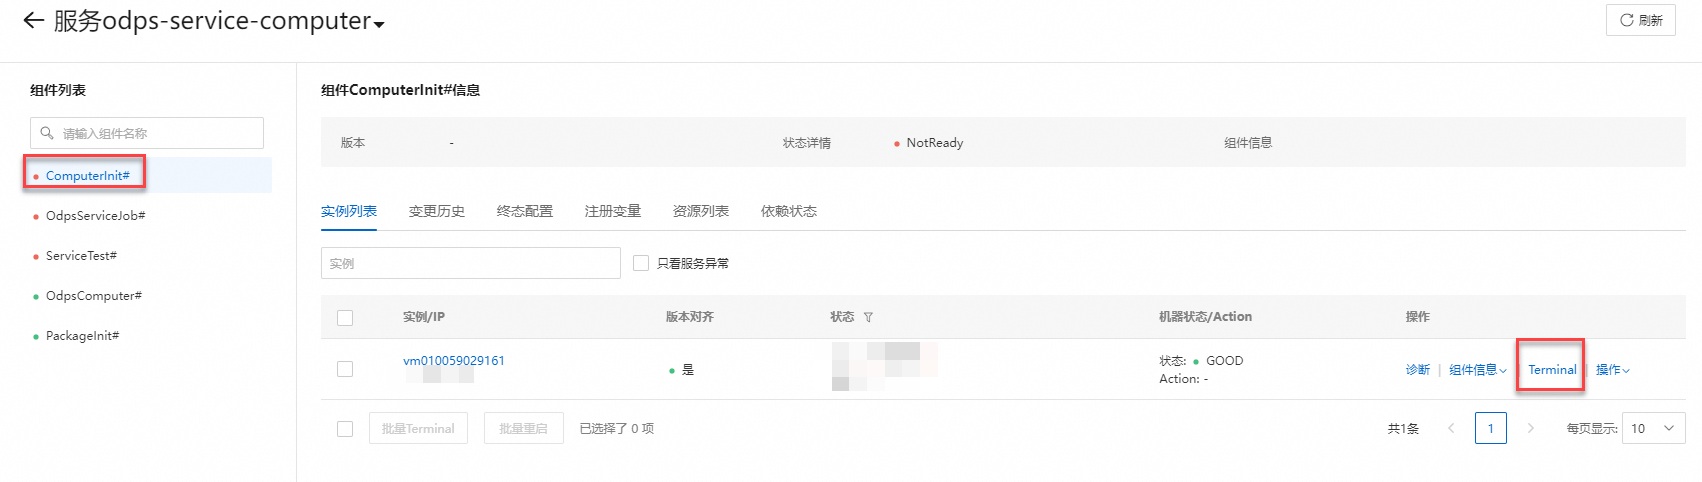 服务odps-service-computer
刷新
组件列表
请输入组件名称
ComputerInit#
OdpsServiceJob#
ServiceTest#
OdpsComputer#
PackageInit#
组件ComputerInit#信息
版本 - 状态详情 NotReady 组件信息
实例列表 变更历史 终态配置 注册变量 资源列表 依赖状态
实例 只看服务异常
实例/IP 版本对齐 状态 机器状态/Action 操作
vm010059029161 是 状态: GOOD
Action: -
诊断 | 组件信息 Terminal | 操作
批量Terminal 批量重启 已选择了 0 项 共1条 1 每页显示: 10